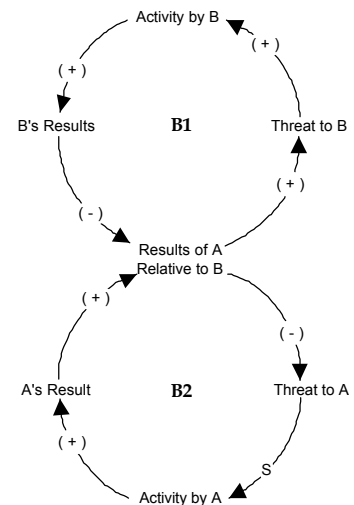 Activity by B
( + )
( + )
B's Results
B1
Threat to B
( - )
( + )
Results of A
Relative to B
( + )
( - )
A's Result
B2
Threat to A
( + )
S
Activity by A